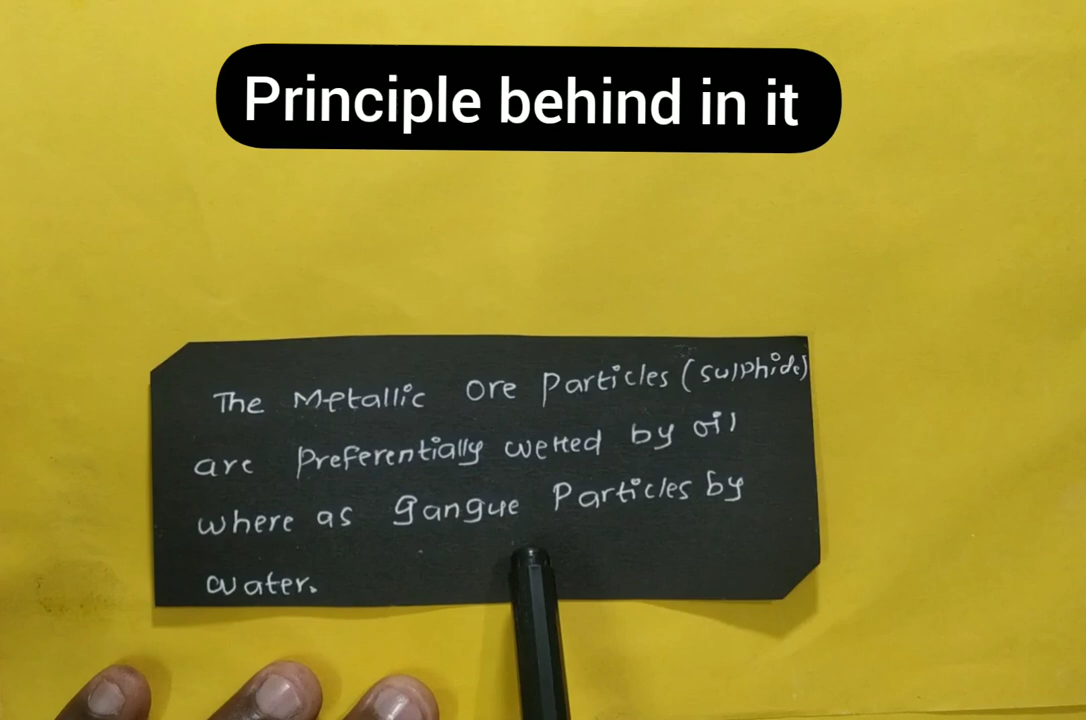 Principle behind in it
The Metallic ore Particles (sulphide)
are Preferentially wetted by oil
where as gangue Particles by
water.